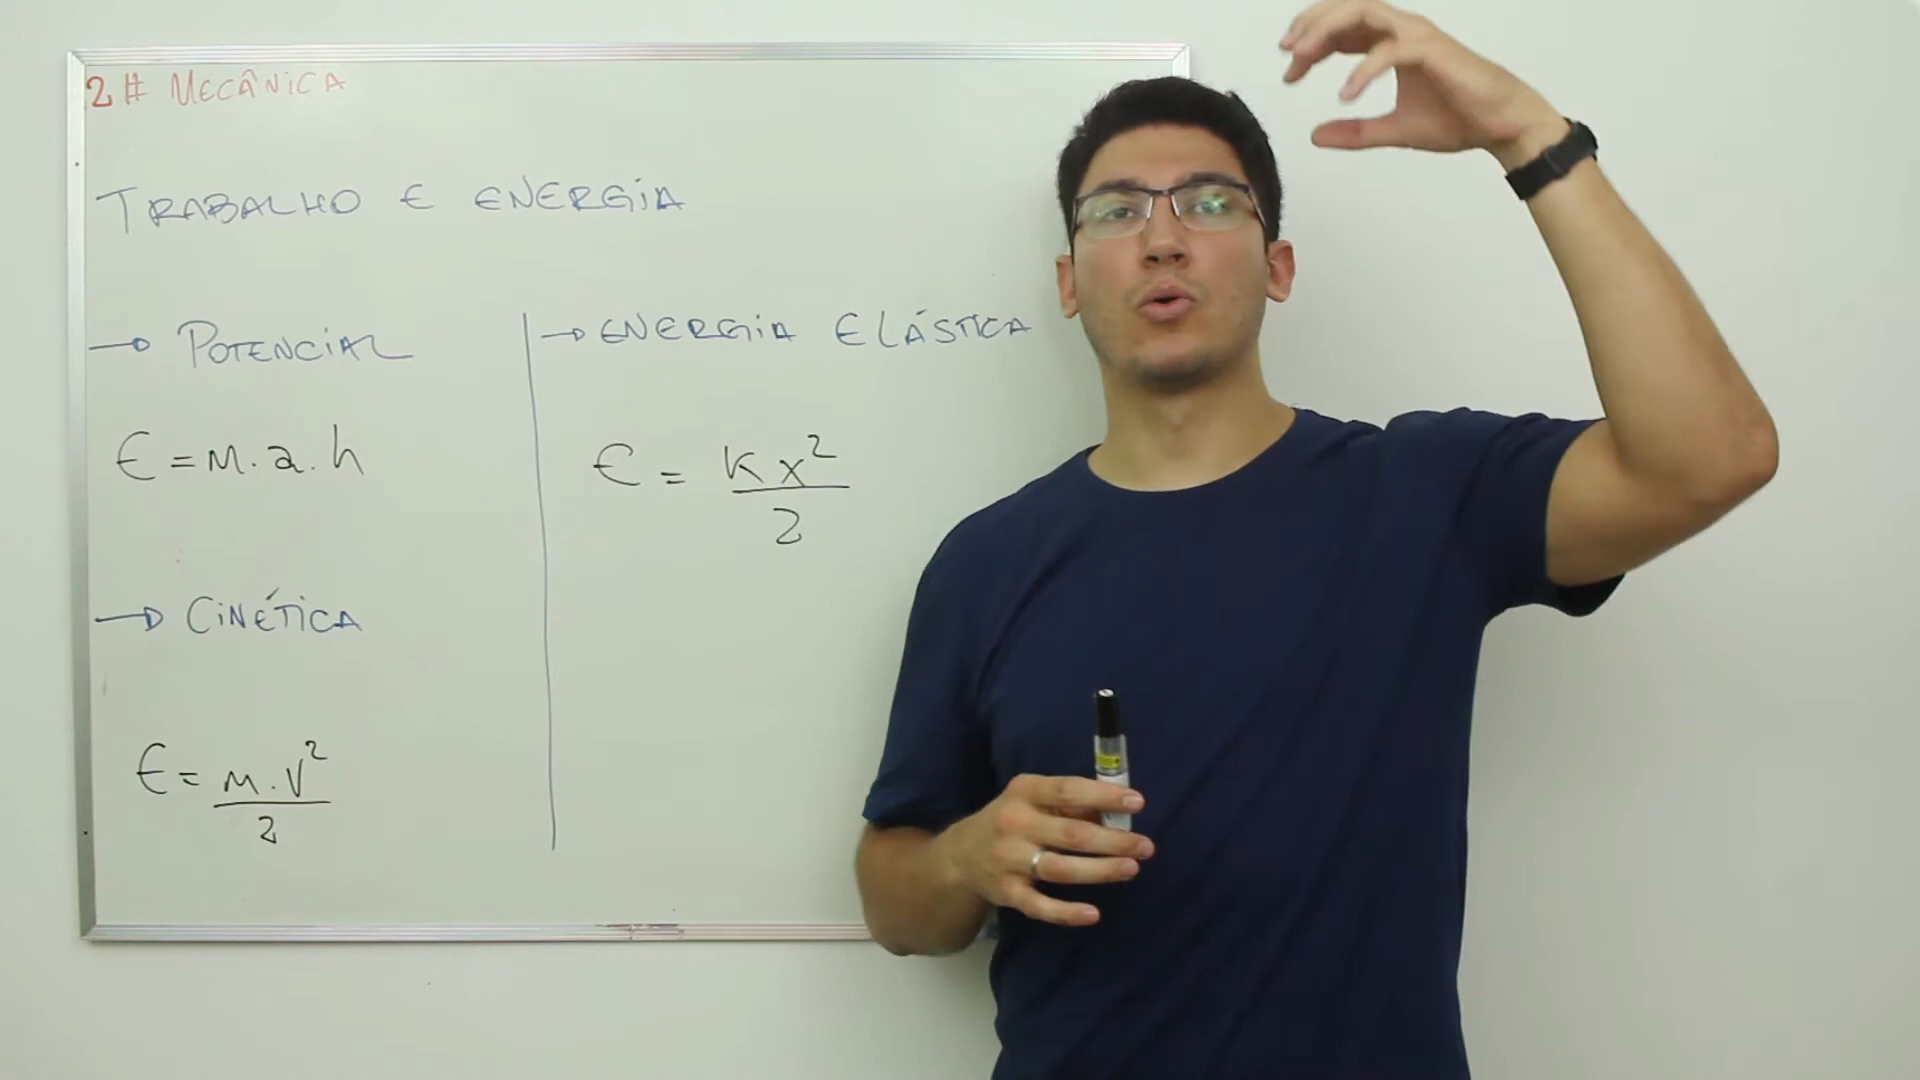 2# MECÂNICA
TRABALHO E ENERGIA
→ POTENCIAL
E = m.a.h
→ CINÉTICA
E = m.v²
2
→ ENERGIA ELÁSTICA
E = Kx²
2